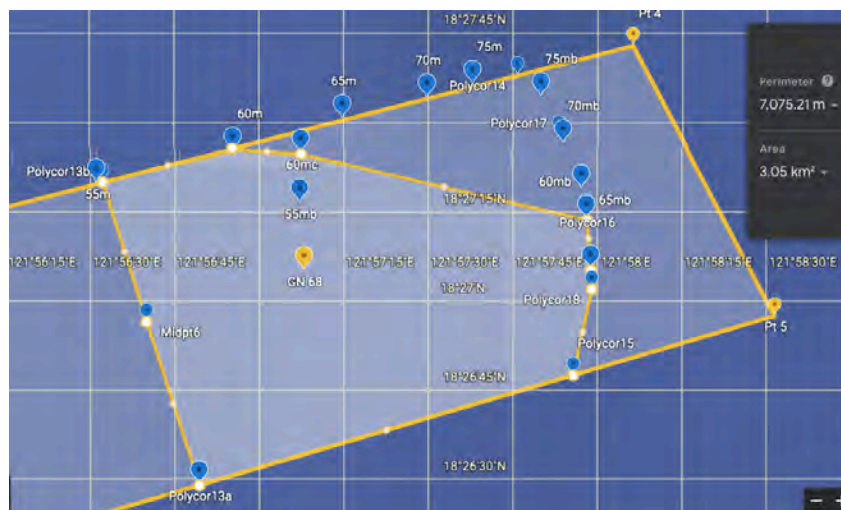 18°27'45"N
Pt 4
75m
70m
75mb
65m
Polycor14
Perimeter
7,075.21 m
60m
70mb
Polycor17
Area
3.05 km²
Polycor13b
60mc
60mb
55m
18°27'15"N
65mb
55mb
Polycor16
121°56'15"E 121°56'30"E 121°56'45"E 121°57'15"E 121°57'30"E 121°57'45"E 121°58'E 121°58'15"E 121°58'30"E
GN 68
18°27'N
Polycor18
Pt 5
Midpt6
Polycor15
18°26'45"N
18°26'30"N
Polycor13a